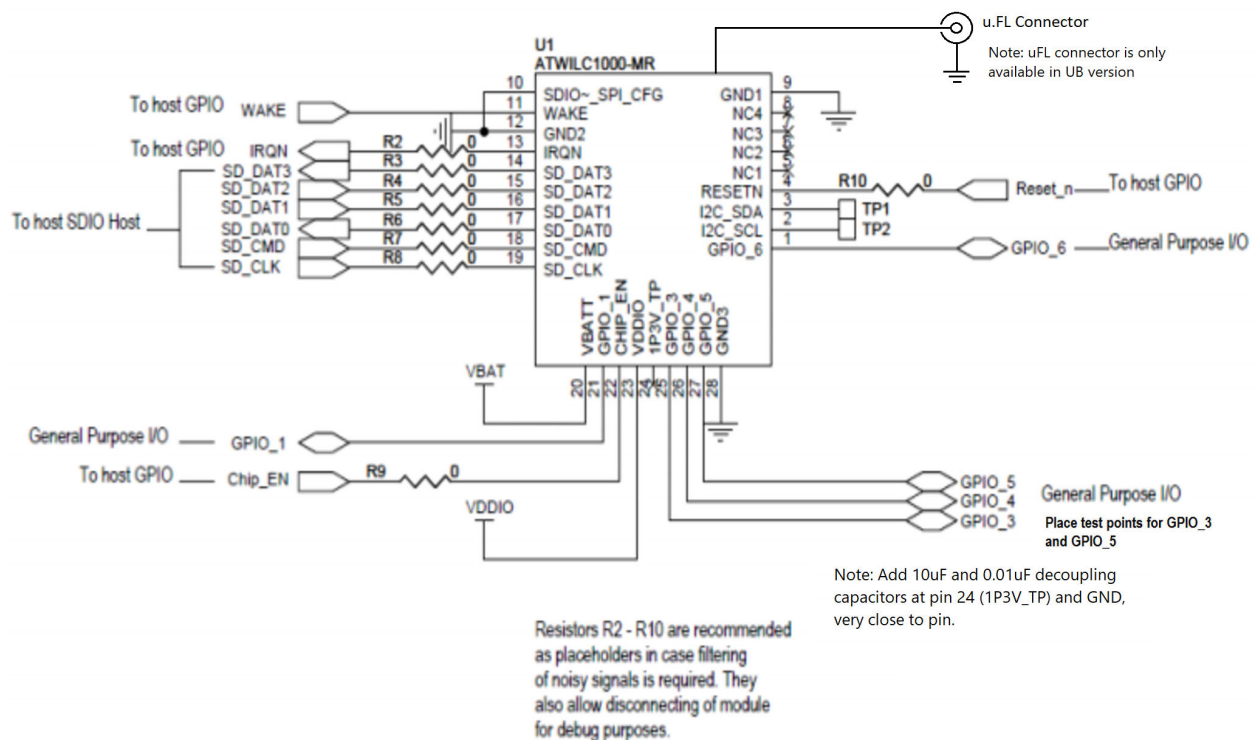 u.FL Connector
Note: uFL connector is only
available in UB version
U1
ATWILC1000-MR
To host GPIO
WAKE
To host GPIO
IRQN
SD_DAT3
SD_DAT2
SD_DAT1
SD_DAT0
SD_CMD
SD_CLK
To host SDIO Host
R2 0
R3 0
R4 0
R5 0
R6 0
R7 0
R8 0
10 SDIO~_SPI_CFG
11 WAKE
12 GND2
13 IRQN
14 SD_DAT3
15 SD_DAT2
16 SD_DAT1
17 SD_DAT0
18 SD_CMD
19 SD_CLK
GND1 9
NC4 8
NC3 7
NC2 6
NC1 5
RESETN 4
I2C_SDA 3
I2C_SCL 2
GPIO_6 1
R10 0
Reset_n
To host GPIO
TP1
TP2
GPIO_6
General Purpose I/O
VBATT
GPIO_1
CHIP_EN
VDDIO
1P3V_TP
GPIO_3
GPIO_4
GPIO_5
GND3
20
21
22
23
24
25
26
27
28
VBAT
General Purpose I/O
GPIO_1
To host GPIO
Chip_EN
R9 0
VDDIO
GPIO_5
GPIO_4
GPIO_3
General Purpose I/O
Place test points for GPIO_3
and GPIO_5
Note: Add 10uF and 0.01uF decoupling
capacitors at pin 24 (1P3V_TP) and GND,
very close to pin.
Resistors R2 - R10 are recommended
as placeholders in case filtering
of noisy signals is required. They
also allow disconnecting of module
for debug purposes.